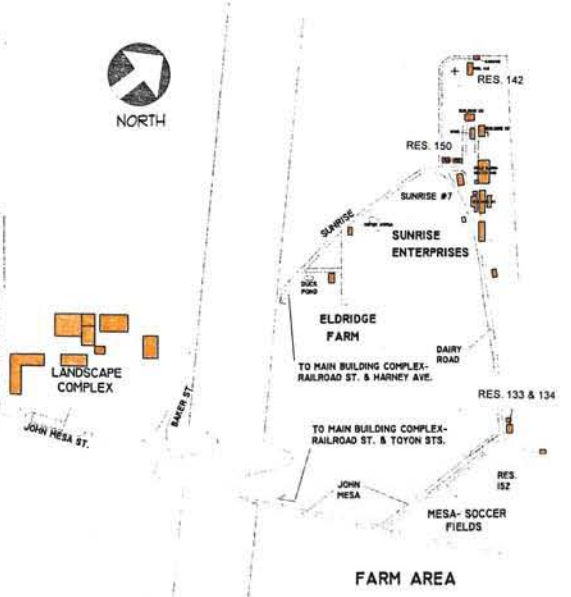 NORTH
RES. 142
RES. 150
SUNRISE #7
SUNRISE
SUNRISE
ENTERPRISES
DUCK
POND
ELDRIDGE
FARM
DAIRY
ROAD
TO MAIN BUILDING COMPLEX-
RAILROAD ST. & HARNEY AVE.
LANDSCAPE
COMPLEX
BAKER ST.
JOHN MESA ST.
RES. 133 & 134
TO MAIN BUILDING COMPLEX-
RAILROAD ST. & TOYON STS.
RES.
152
JOHN
MESA
MESA- SOCCER
FIELDS
FARM AREA